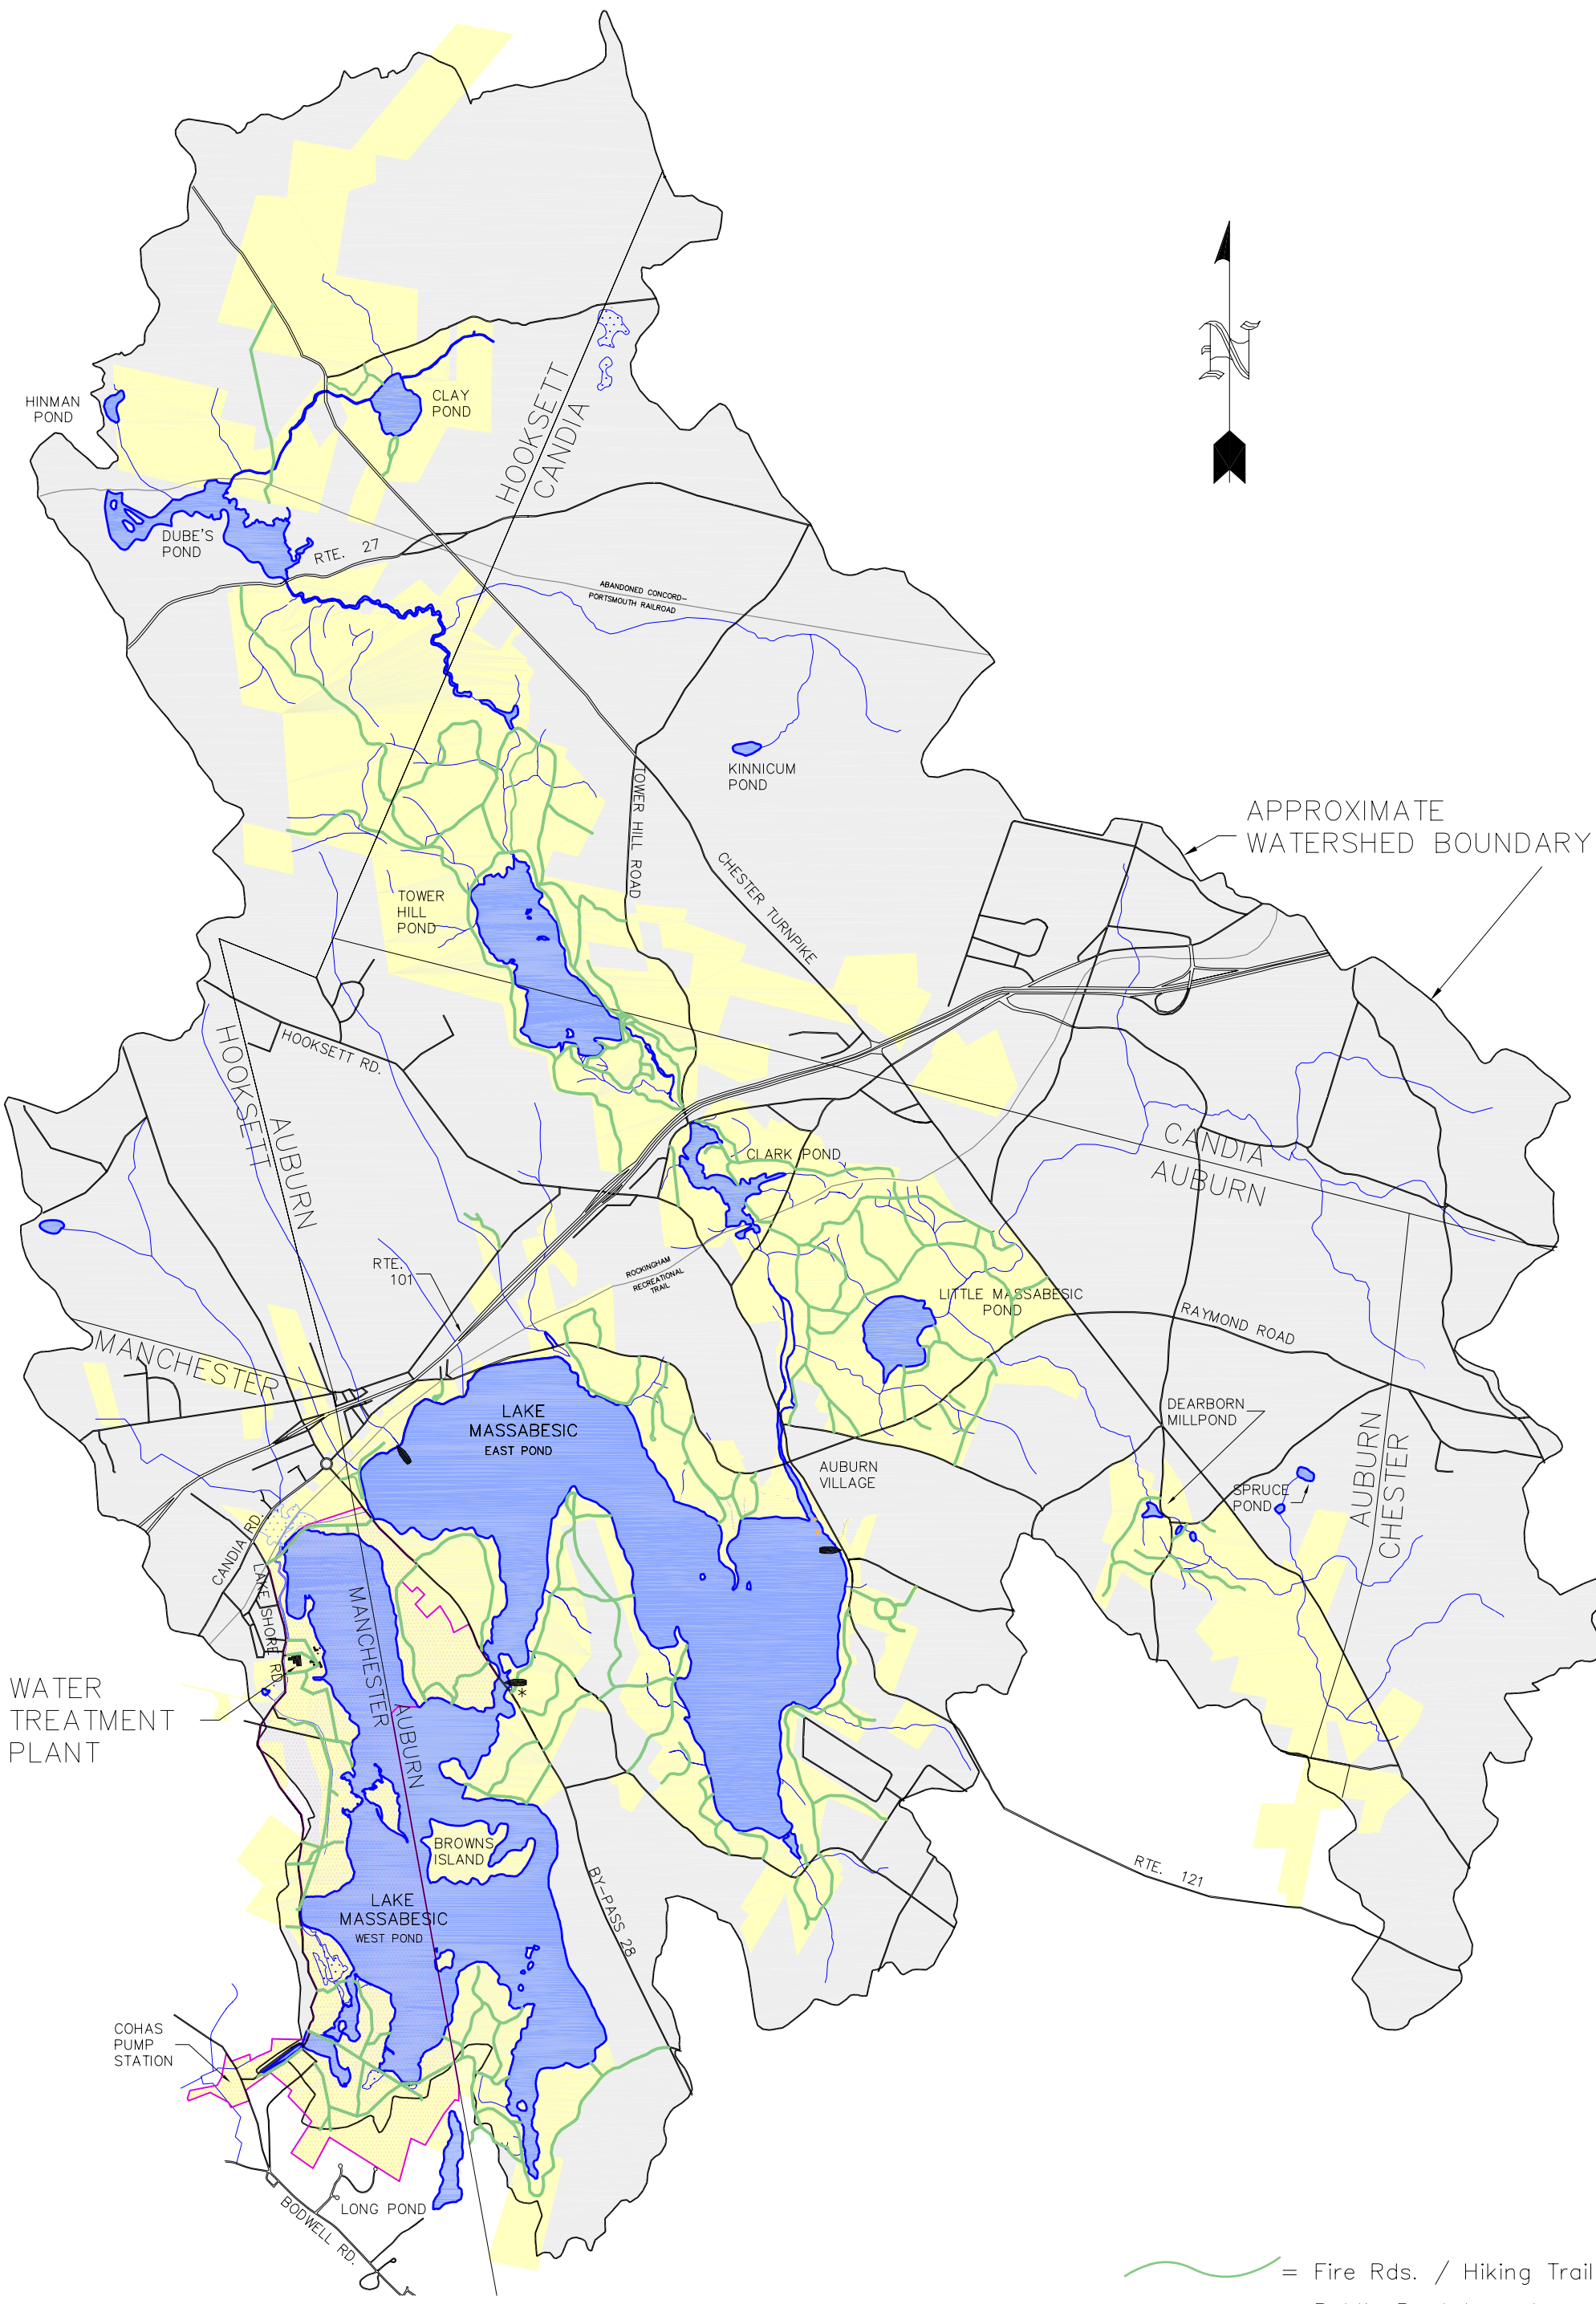 N
HINMAN
POND
CLAY
POND
HOOKSETT
CANDIA
DUBE'S
POND
RTE. 27
ABANDONED CONCORD-
PORTSMOUTH RAILROAD
KINNICUM
POND
TOWER HILL ROAD
CHESTER TURNPIKE
APPROXIMATE
WATERSHED BOUNDARY
TOWER
HILL
POND
HOOKSETT RD.
HOOKSETT
AUBURN
CLARK POND
CANDIA
AUBURN
RTE.
101
ROCKINGHAM
RECREATIONAL
TRAIL
LITTLE MASSABESIC
POND
RAYMOND ROAD
MANCHESTER
LAKE
MASSABESIC
EAST POND
DEARBORN
MILLPOND
AUBURN
VILLAGE
SPRUCE
POND
AUBURN
CHESTER
CANDIA RD.
LAKE SHORE RD.
MANCHESTER
AUBURN
*
WATER
TREATMENT
PLANT
BROWNS
ISLAND
LAKE
MASSABESIC
WEST POND
BY-PASS 28
RTE. 121
COHAS
PUMP
STATION
LONG POND
BODWELL RD.
= Fire Rds. / Hiking Trail